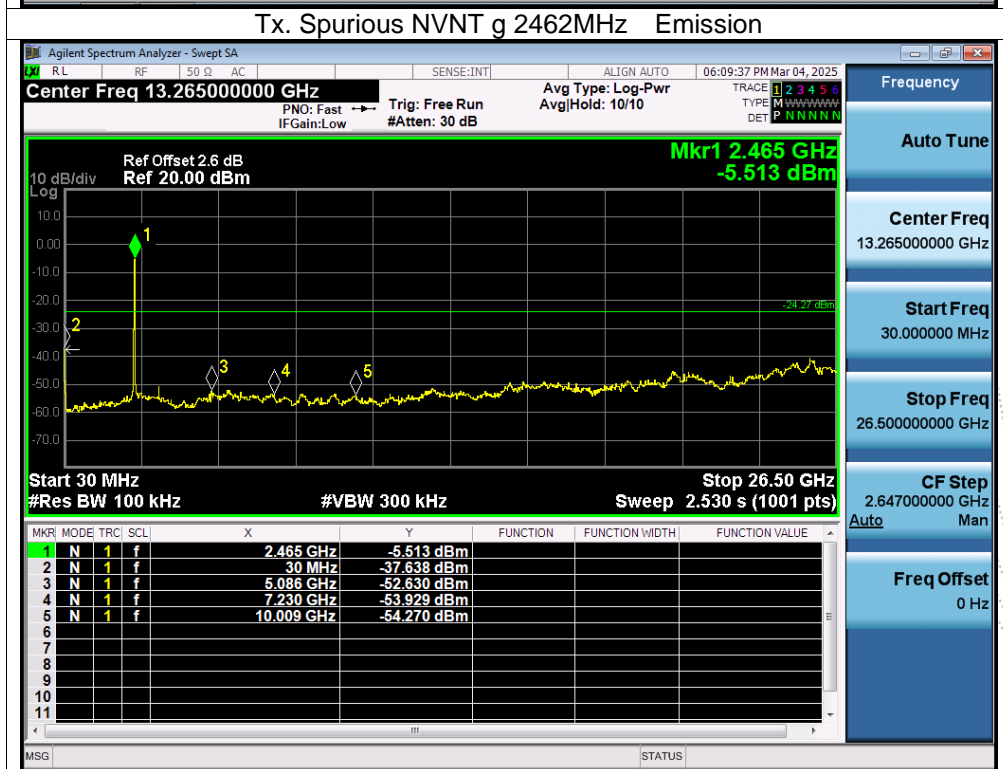 Tx. Spurious NVNT g 2462MHz Emission
Agilent Spectrum Analyzer - Swept SA
LXI RL RF 50 Ω AC SENSE:INT ALIGN AUTO 06:09:37 PM Mar 04, 2025
Center Freq 13.265000000 GHz
PNO: Fast
IFGain:Low
Trig: Free Run
#Atten: 30 dB
Avg Type: Log-Pwr
Avg|Hold: 10/10
TRACE 1 2 3 4 5 6
TYPE M WWWWW
DET P N N N N N
Frequency
Auto Tune
Center Freq
13.265000000 GHz
Start Freq
30.000000 MHz
Stop Freq
26.500000000 GHz
CF Step
2.647000000 GHz
Auto Man
Freq Offset
0 Hz
Mkr1 2.465 GHz
-5.513 dBm
Ref Offset 2.6 dB
10 dB/div Ref 20.00 dBm
Log
10.0
0.00
-10.0
-20.0
-30.0
-40.0
-50.0
-60.0
-70.0
1
2
3
4
5
-24.27 dBm
Start 30 MHz Stop 26.50 GHz
#Res BW 100 kHz #VBW 300 kHz Sweep 2.530 s (1001 pts)
MKR MODE TRC SCL X Y FUNCTION FUNCTION WIDTH FUNCTION VALUE
1 N 1 f 2.465 GHz -5.513 dBm
2 N 1 f 30 MHz -37.638 dBm
3 N 1 f 5.086 GHz -52.630 dBm
4 N 1 f 7.230 GHz -53.929 dBm
5 N 1 f 10.009 GHz -54.270 dBm
6
7
8
9
10
11
MSG STATUS